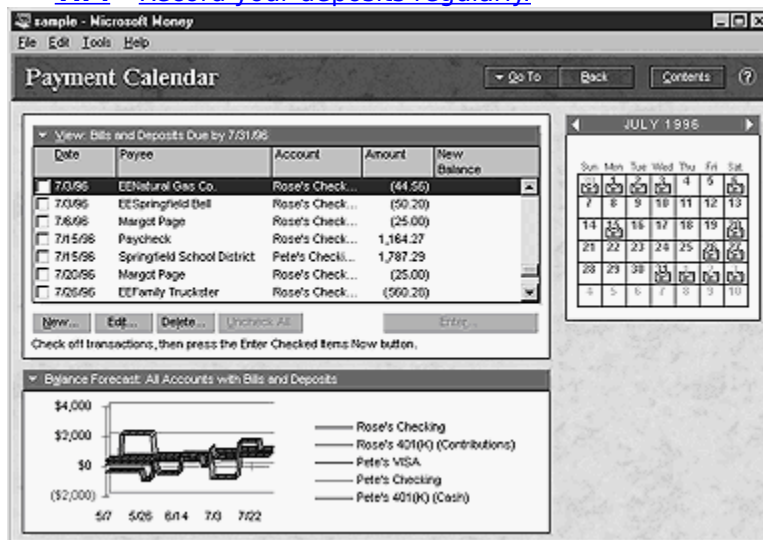 TIP: Record your deposits regularly.
sample - Microsoft Money
File Edit Tools Help
Payment Calendar
Go To Back Contents ?
View: Bills and Deposits Due by 7/31/96
Date Payee Account Amount New Balance
7/3/96 EENatural Gas Co. Rose's Check... (44.56)
7/3/96 EESpringfield Bell Rose's Check... (50.20)
7/6/96 Margot Page Rose's Check... (25.00)
7/15/96 Paycheck Rose's Check... 1,164.27
7/15/96 Springfield School District Pete's Checki... 1,787.29
7/20/96 Margot Page Rose's Check... (25.00)
7/26/96 EEFamily Truckster Rose's Check... (560.20)
New... Edit... Delete... Uncheck All Enter...
Check off transactions, then press the Enter Checked Items Now button.
JULY 1996
Sun Mon Tue Wed Thu Fri Sat
4 5
7 8 9 10 11 12 13
14 15 16 17 18 19 20
21 22 23 24 25 26 27
28 29 30 31
4 5 6 7 8 9 10
Balance Forecast: All Accounts with Bills and Deposits
$4,000
$2,000
$0
($2,000)
5/7 5/26 6/14 7/3 7/22
Rose's Checking
Rose's 401(K) (Contributions)
Pete's VISA
Pete's Checking
Pete's 401(K) (Cash)